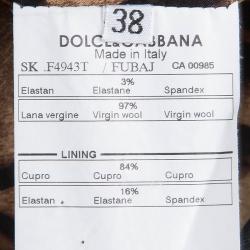 38
DOLCE&GABBANA
Made in Italy
SK .F4943T / FUBAJ CA 00985
3%
Elastan Elastane Spandex
97%
Lana vergine Virgin wool Virgin wool
LINING
84%
Cupro Cupro Cupro
16%
Elastan Elastane Spandex